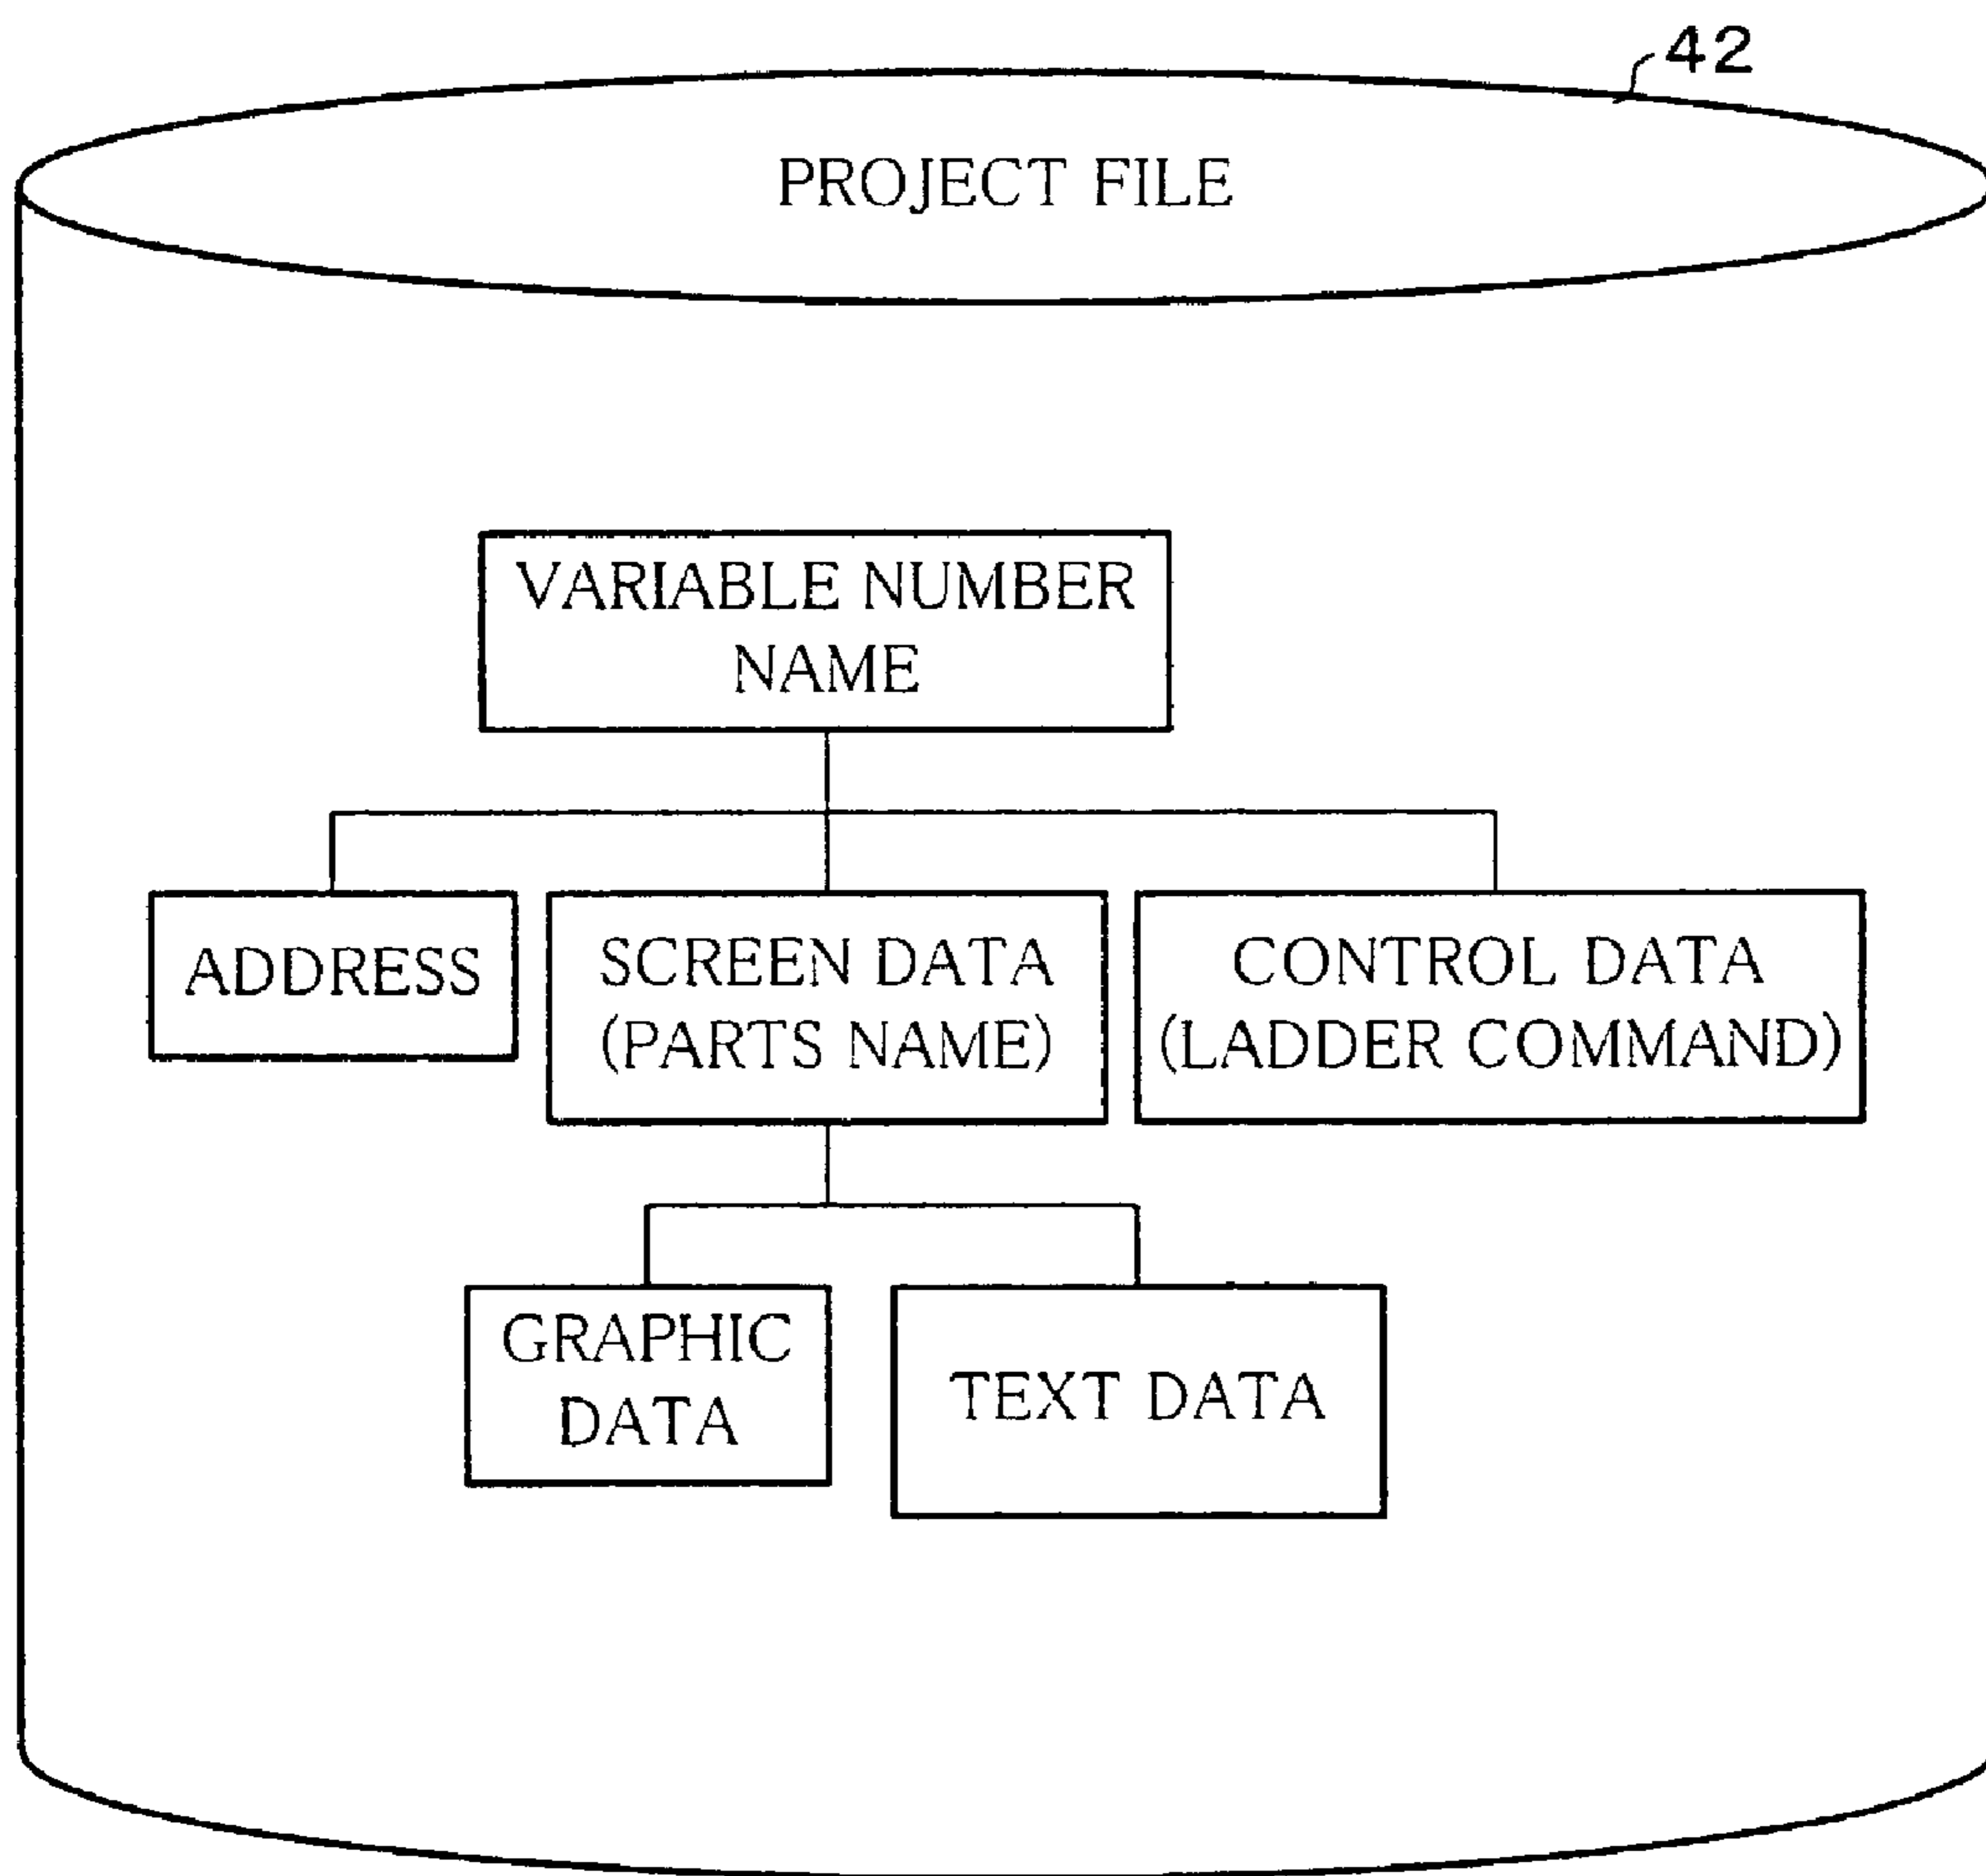 42
PROJECT FILE
VARIABLE NUMBER
NAME
ADDRESS
SCREEN DATA
(PARTS NAME)
CONTROL DATA
(LADDER COMMAND)
GRAPHIC
DATA
TEXT DATA